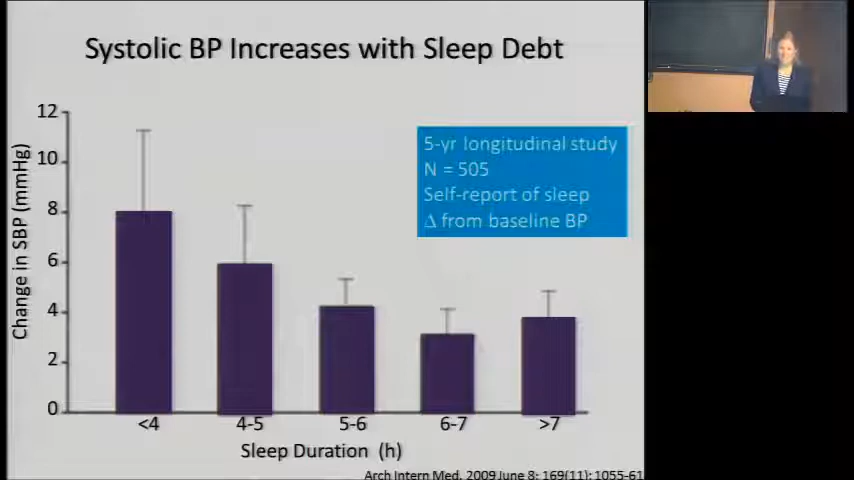 Systolic BP Increases with Sleep Debt
12
10
8
6
4
2
0
Change in SBP (mmHg)
5-yr longitudinal study
N = 505
Self-report of sleep
Δ from baseline BP
<4 4-5 5-6 6-7 >7
Sleep Duration (h)
Arch Intern Med. 2009 June 8; 169(11): 1055-61